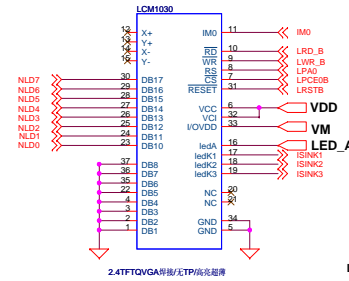 LCM1030
12 X+ IM0 11 IM0
13 Y+
14 X- RD 10 LRD_B
15 Y- WR 9 LWR_B
RS 8 LPA0
NLD7 30 DB17 CS 7 LPCE0B
NLD6 29 DB16 RESET 31 LRSTB
NLD5 28 DB15
NLD4 27 DB14 VCC 6 VDD
NLD3 26 DB13 VCI 32
NLD2 25 DB12 I/OVDD 33 VM
NLD1 24 DB11
NLD0 23 DB10 ledA 16 LED_A
ledK1 17 ISINK1
37 DB8 ledK2 18 ISINK2
36 DB7 ledK3 19 ISINK3
35 DB6
22 DB5 NC 20
4 DB4 NC 21
3 DB3
2 DB2 GND 34
1 DB1 GND 5
2.4TFTQVGA焊接/无TP/高亮超薄